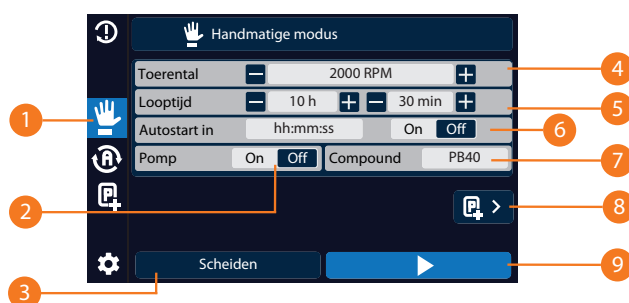 Handmatige modus
Toerental 2000 RPM 4
Looptijd 10 h 30 min 5
1
Autostart in hh:mm:ss On Off 6
Pomp On Off Compound PB40 7
2
8
Scheiden 9
3